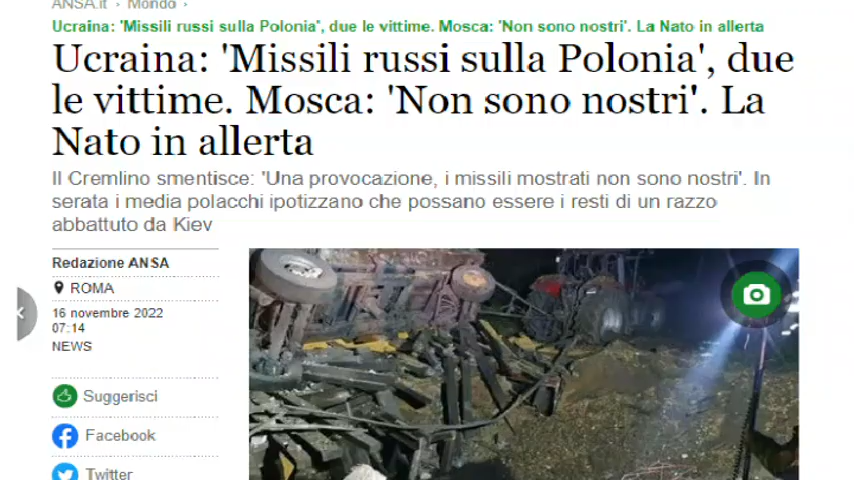 ANSA.it › Mondo ›
Ucraina: 'Missili russi sulla Polonia', due le vittime. Mosca: 'Non sono nostri'. La Nato in allerta
Ucraina: 'Missili russi sulla Polonia', due
le vittime. Mosca: 'Non sono nostri'. La
Nato in allerta
Il Cremlino smentisce: 'Una provocazione, i missili mostrati non sono nostri'. In
serata i media polacchi ipotizzano che possano essere i resti di un razzo
abbattuto da Kiev
Redazione ANSA
ROMA
16 novembre 2022
07:14
NEWS
Suggerisci
Facebook
Twitter